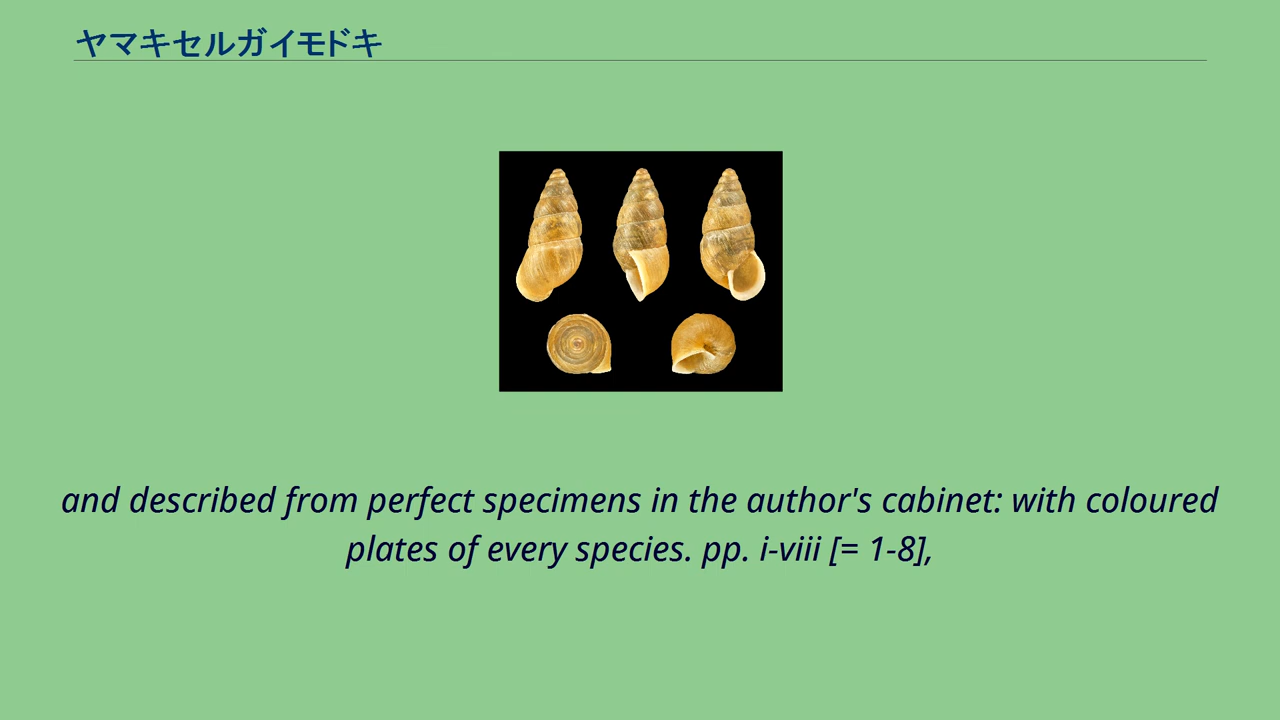 ヤマキセルガイモドキ
and described from perfect specimens in the author's cabinet: with coloured
plates of every species. pp. i-viii [= 1-8],